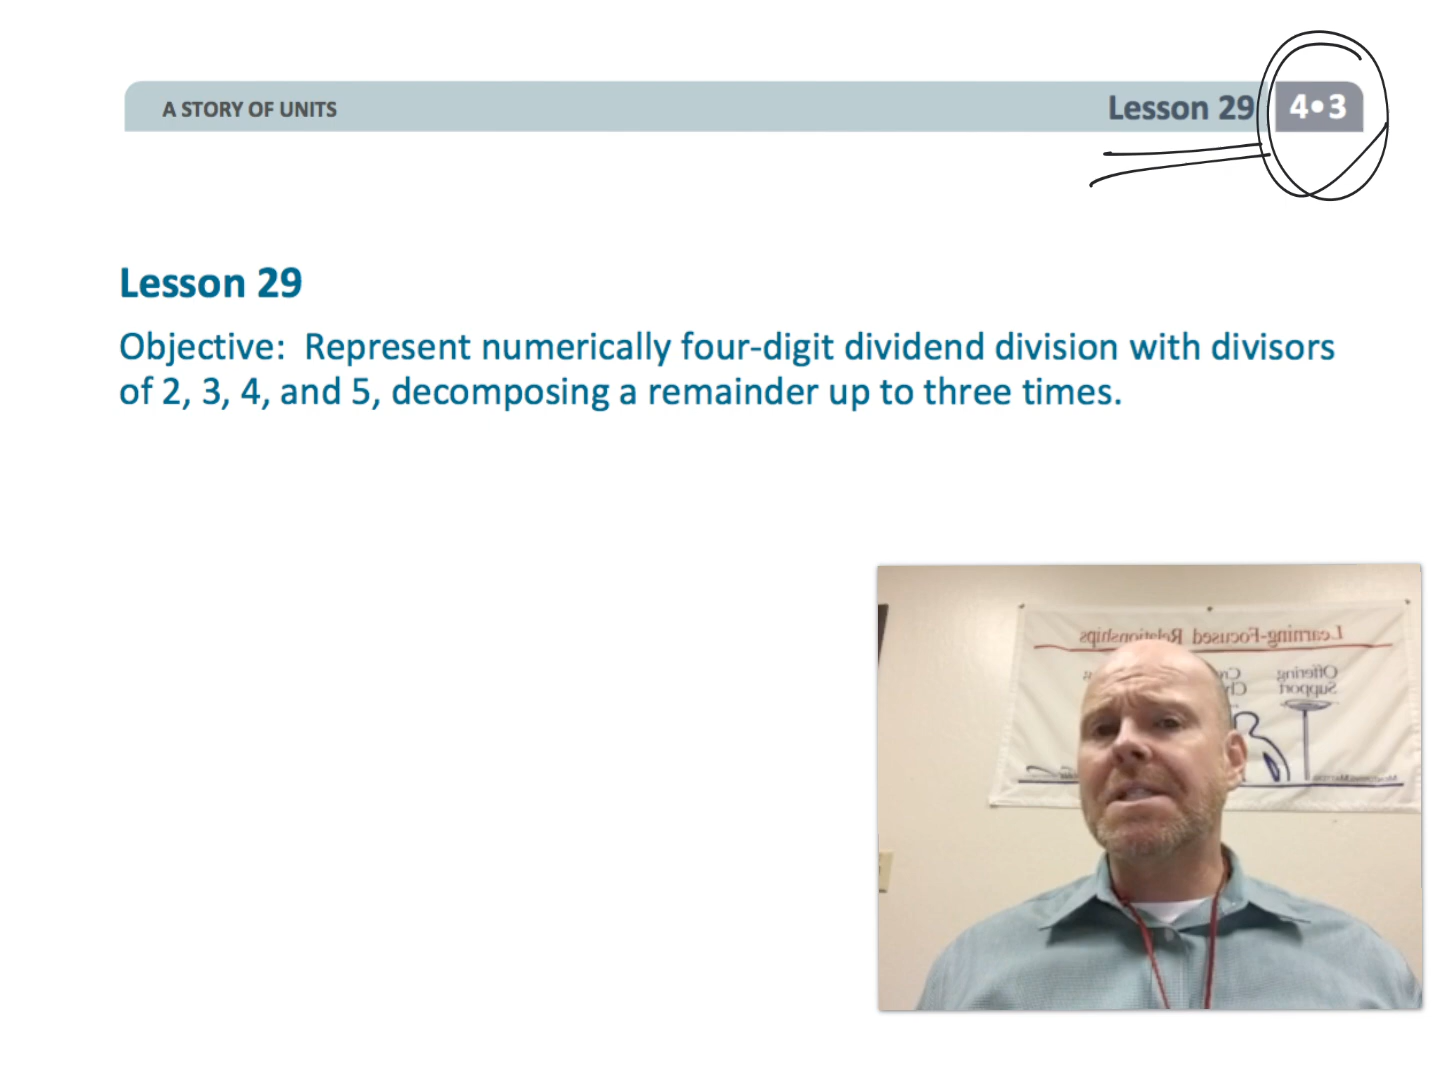 A STORY OF UNITS
Lesson 29 4•3
Lesson 29
Objective: Represent numerically four-digit dividend division with divisors
of 2, 3, 4, and 5, decomposing a remainder up to three times.
Learning-Focused Relationships
Offering
Support